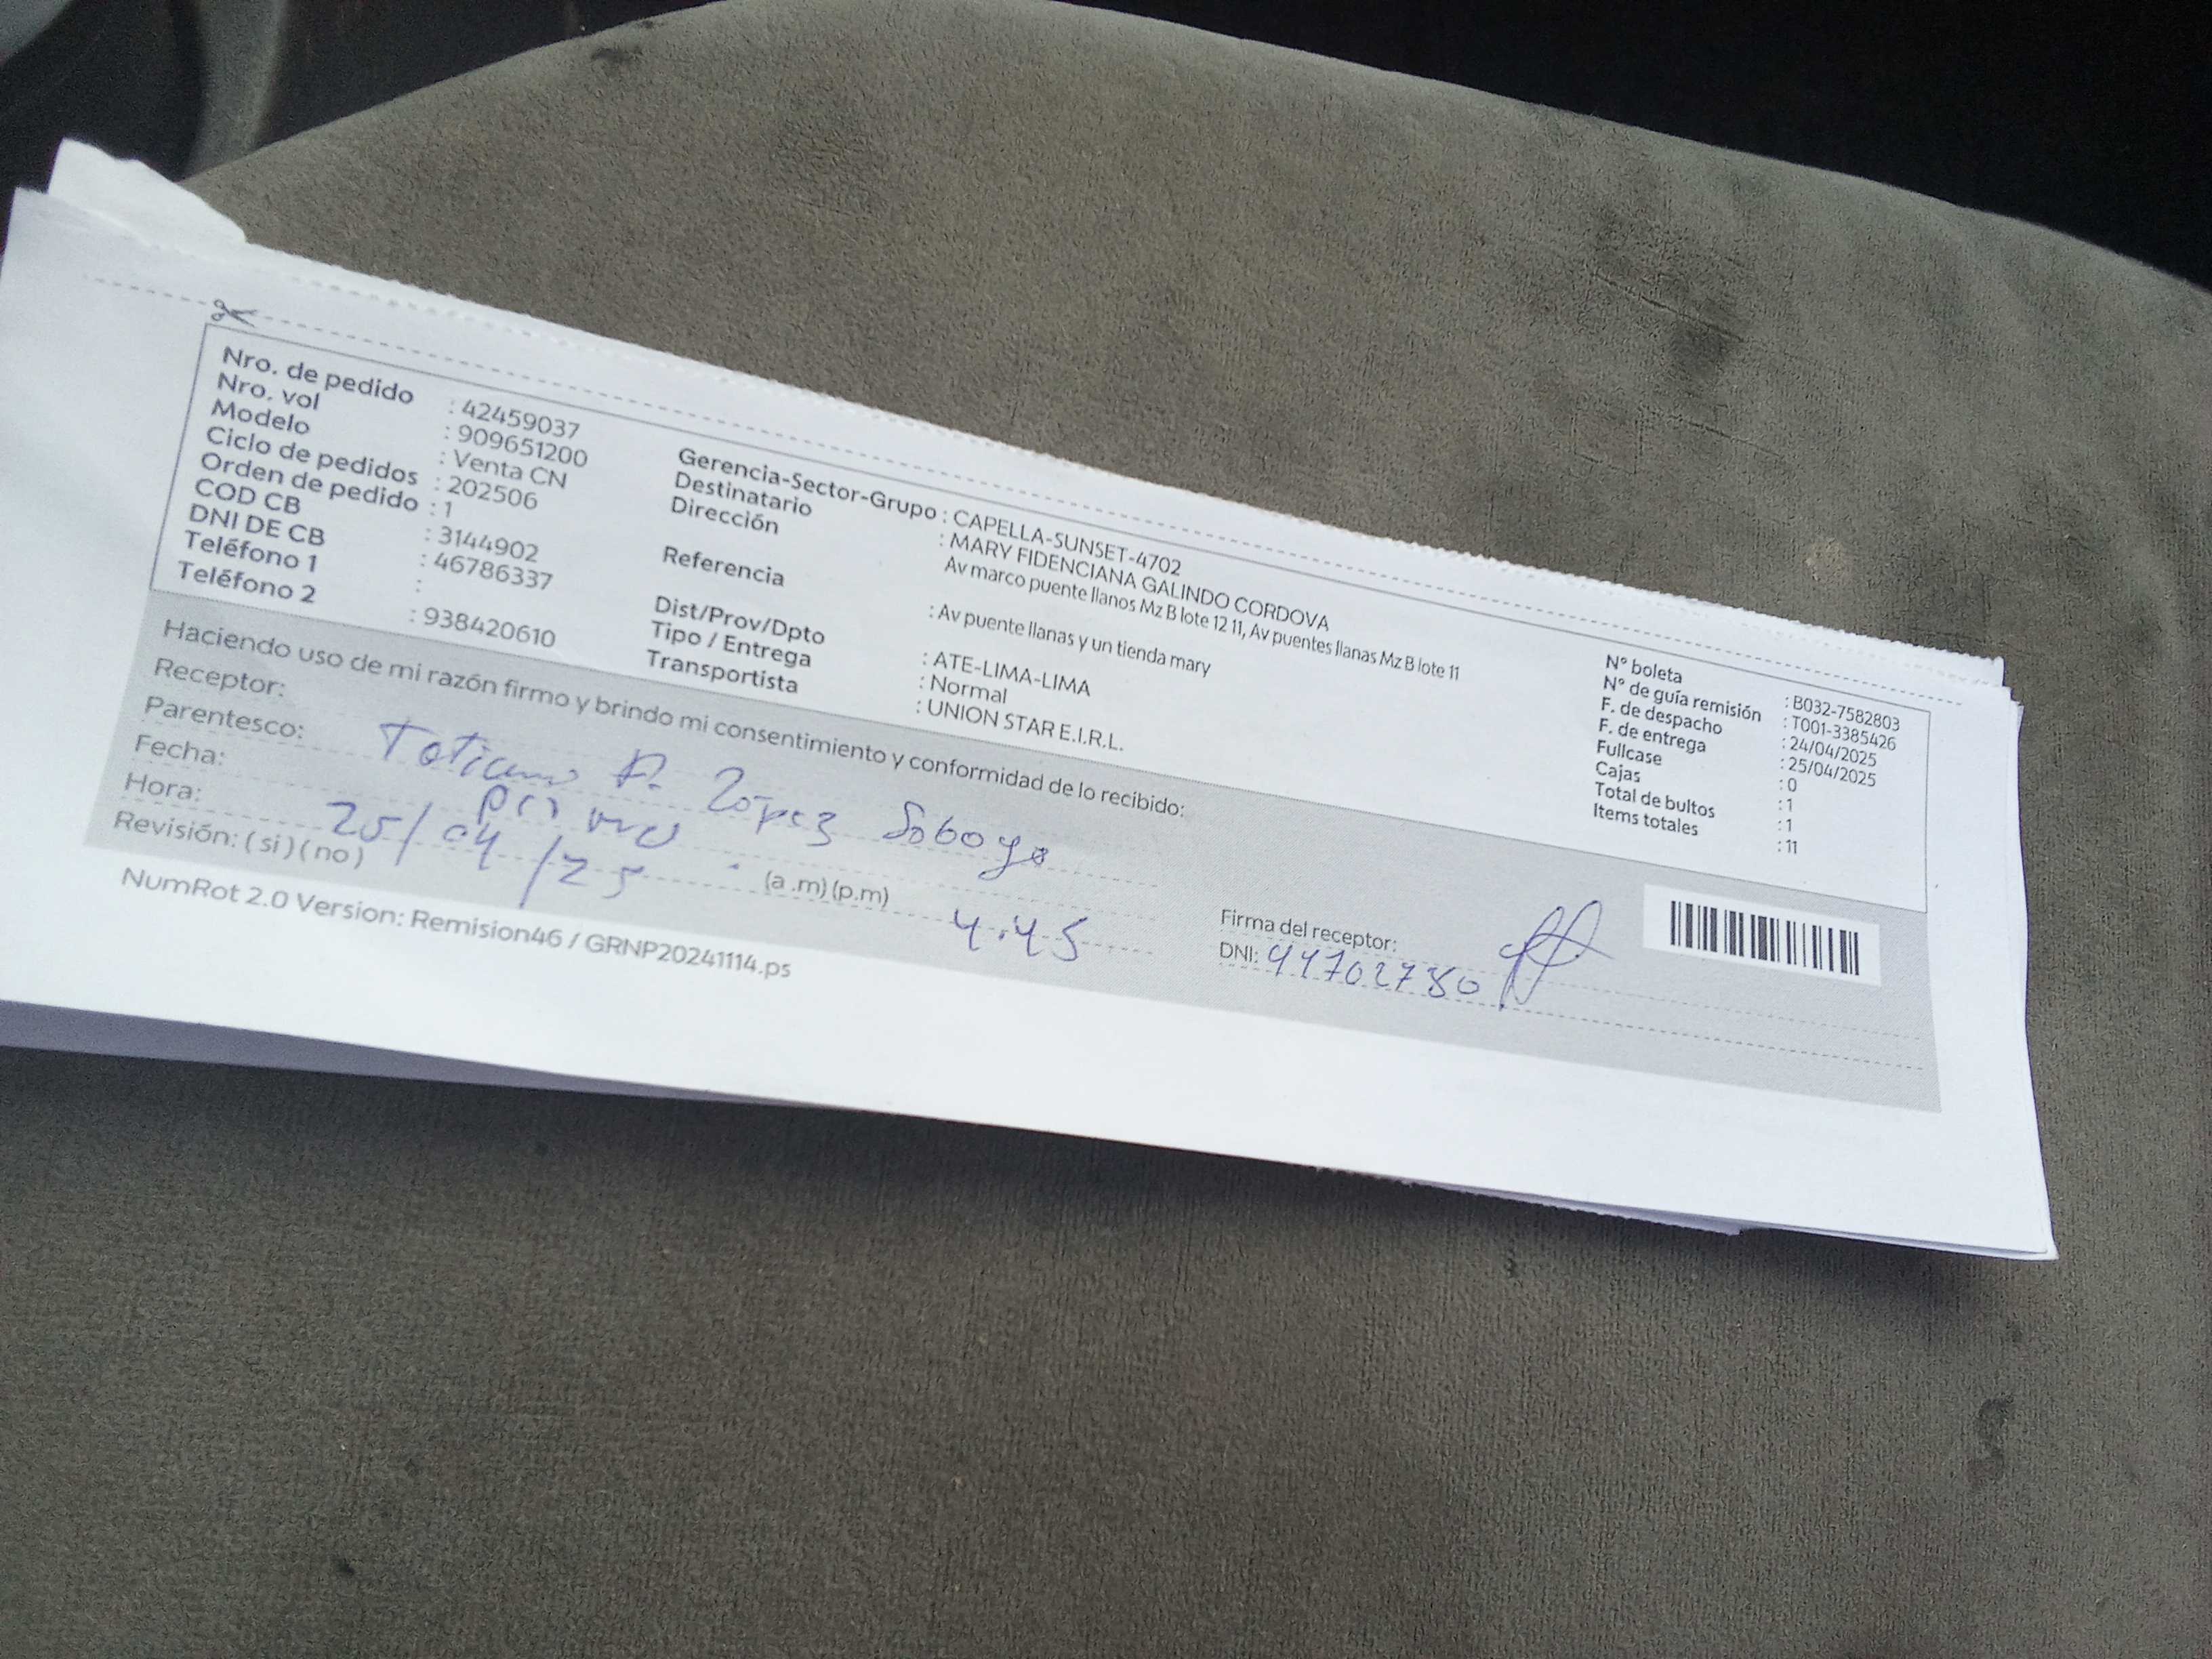 Nro. de pedido : 42459037
Nro. vol : 909651200
Modelo : Venta CN
Ciclo de pedidos : 202506
Orden de pedido : 1
COD CB : 3144902
DNI DE CB : 46786337
Teléfono 1 :
Teléfono 2 : 938420610
Gerencia-Sector-Grupo : CAPELLA-SUNSET-4702
Destinatario : MARY FIDENCIANA GALINDO CORDOVA
Dirección Av marco puente llanos Mz B lote 12 11, Av puentes llanas Mz B lote 11
Referencia : Av puente llanas y un tienda mary
Dist/Prov/Dpto : ATE-LIMA-LIMA
Tipo / Entrega : Normal
Transportista : UNION STAR E.I.R.L.
N° boleta : B032-7582803
N° de guía remisión : T001-3385426
F. de despacho : 24/04/2025
F. de entrega : 25/04/2025
Fullcase : 0
Cajas : 1
Total de bultos : 1
Items totales : 11
Haciendo uso de mi razón firmo y brindo mi consentimiento y conformidad de lo recibido:
Receptor: López
Parentesco: primo
Fecha: 25/04/25
Hora: (a .m) (p.m) 4.45
Revisión: ( si ) ( no )
Firma del receptor:
DNI: 44702780
NumRot 2.0 Version: Remision46 / GRNP20241114.ps